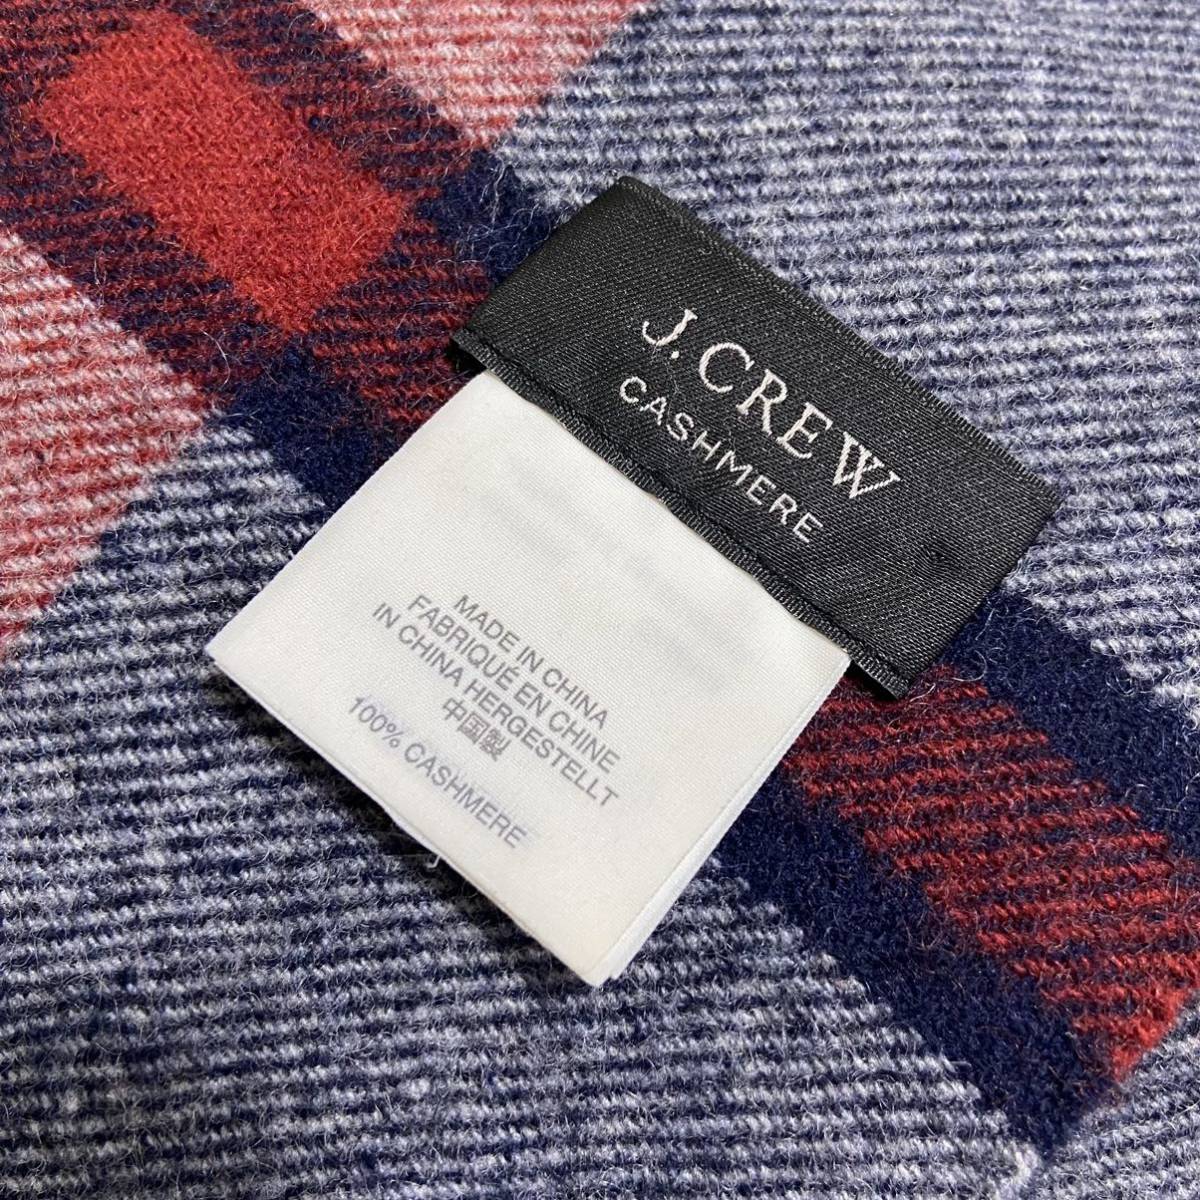 J.CREW
CASHMERE
MADE IN CHINA
FABRIQUÉ EN CHINE
IN CHINA HERGESTELLT
中国製
100% CASHMERE